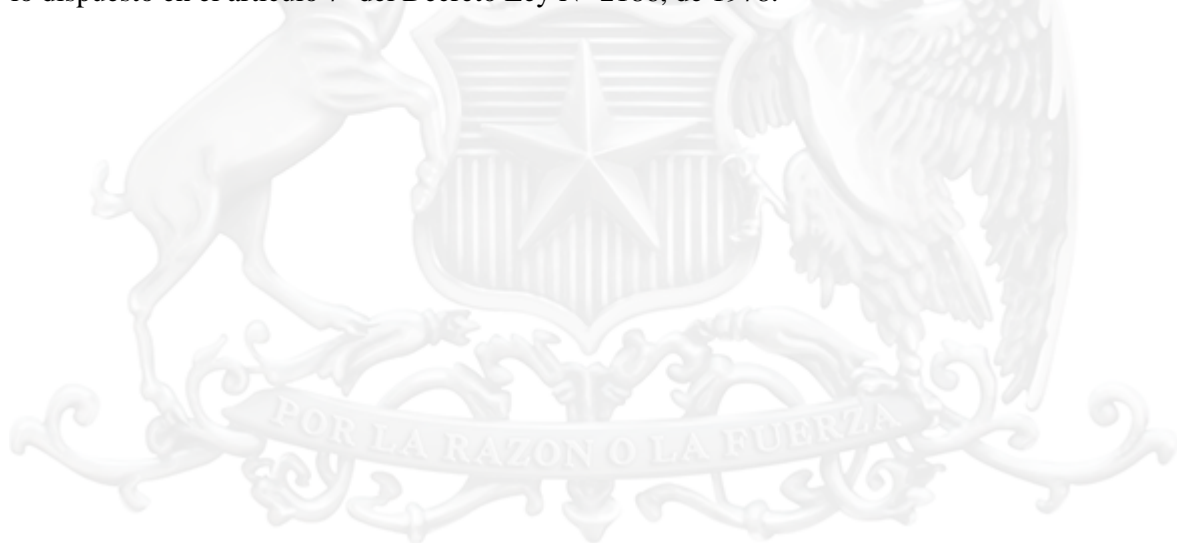 lo dispuesto en el artículo 7° del Decreto Ley N° 2186, de 1978.
POR LA RAZON O LA FUERZA